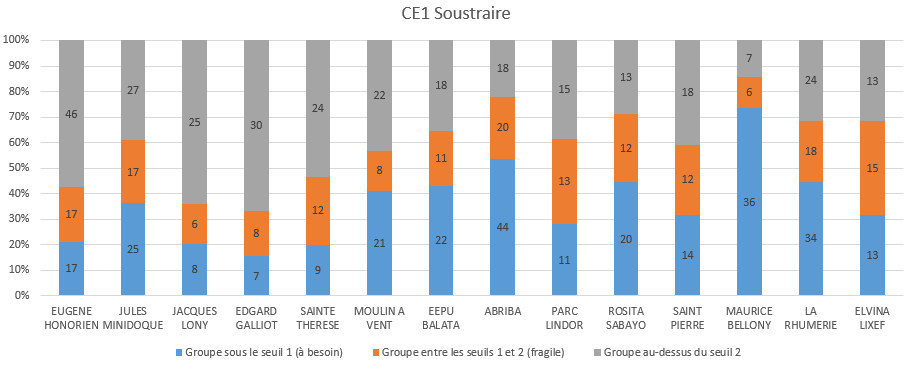 CE1 Soustraire
100%
90%
80%
70%
60%
50%
40%
30%
20%
10%
0%
46 27 25 30 24 22 18 18 15 13 18 7 24 13
17 17 6 8 12 8 11 20 13 12 12 6 18 15
17 25 8 7 9 21 22 44 11 20 14 36 34 13
EUGENE JULES JACQUES EDGARD SAINTE MOULIN A EEPU ABRIBA PARC ROSITA SAINT MAURICE LA ELVINA
HONORIEN MINIDOQUE LONY GALLIOT THERESE VENT BALATA LINDOR SABAYO PIERRE BELLONY RHUMERIE LIXEF
Groupe sous le seuil 1 (à besoin) Groupe entre les seuils 1 et 2 (fragile) Groupe au-dessus du seuil 2